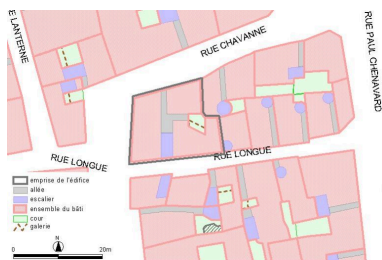 E LANTERNE
RUE CHAVANNE
RUE PAUL CHENAVARD
RUE LONGUE
RUE LONGUE
emprise de l'édifice
allée
escalier
ensemble du bâti
cour
galerie
N
0 20m